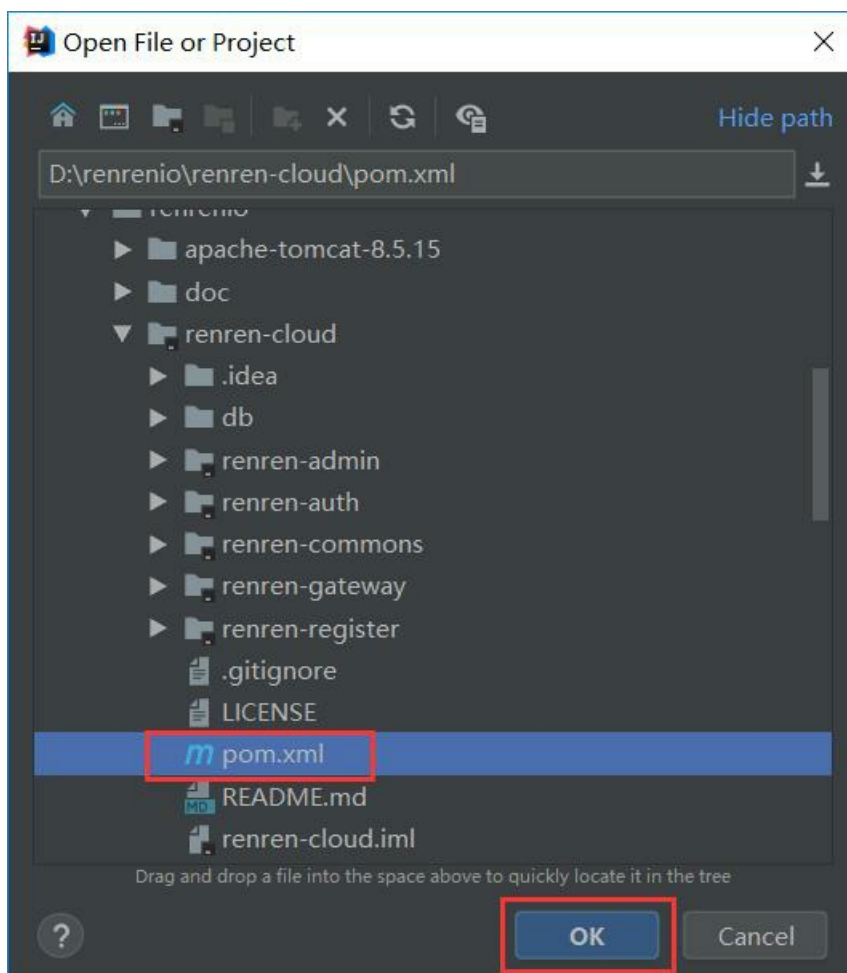 Open File or Project
Hide path
D:\renrenio\renren-cloud\pom.xml
renrenio
apache-tomcat-8.5.15
doc
renren-cloud
.idea
db
renren-admin
renren-auth
renren-commons
renren-gateway
renren-register
.gitignore
LICENSE
pom.xml
README.md
renren-cloud.iml
Drag and drop a file into the space above to quickly locate it in the tree
? OK Cancel